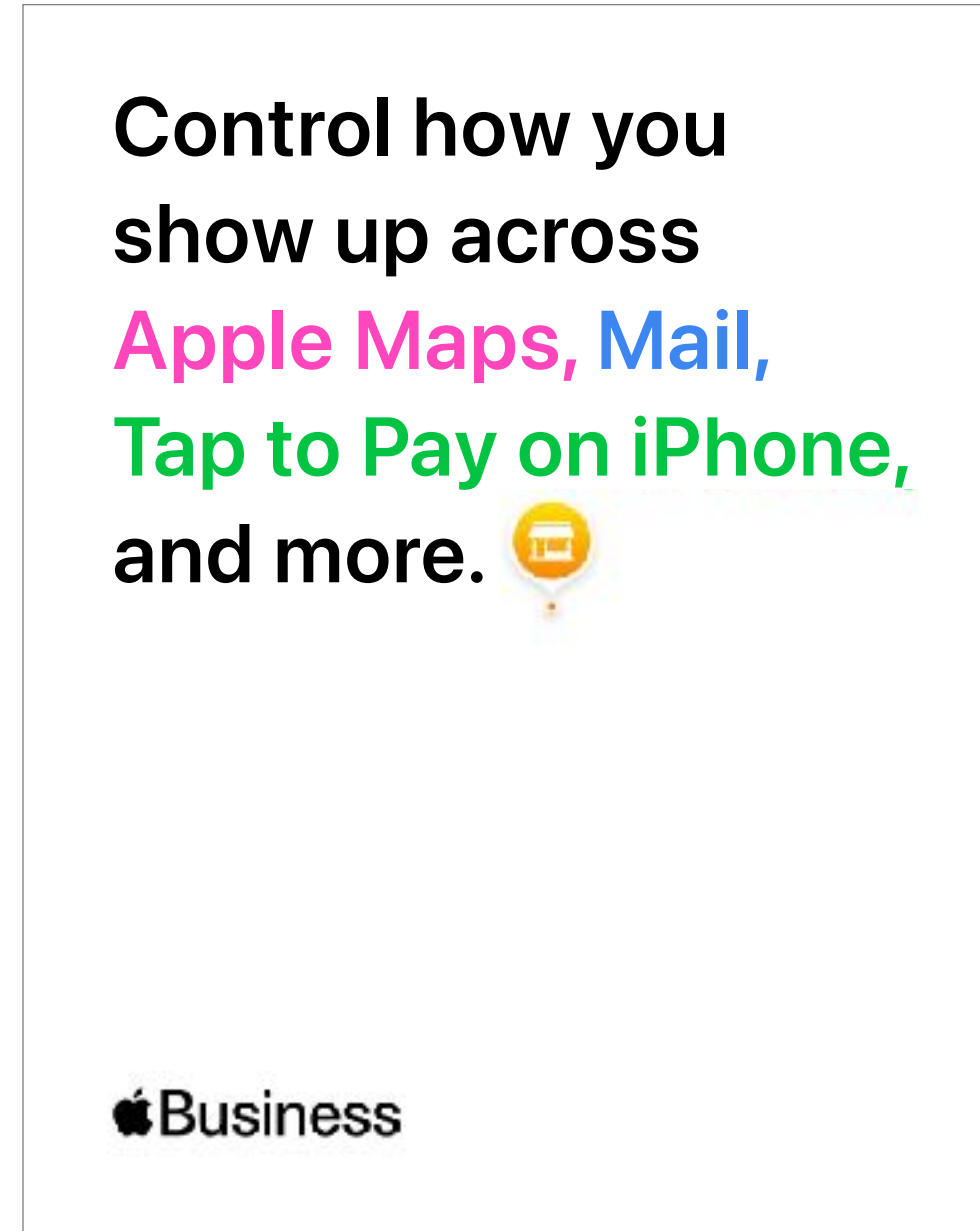 Control how you
show up across
Apple Maps, Mail,
Tap to Pay on iPhone,
and more.
Business